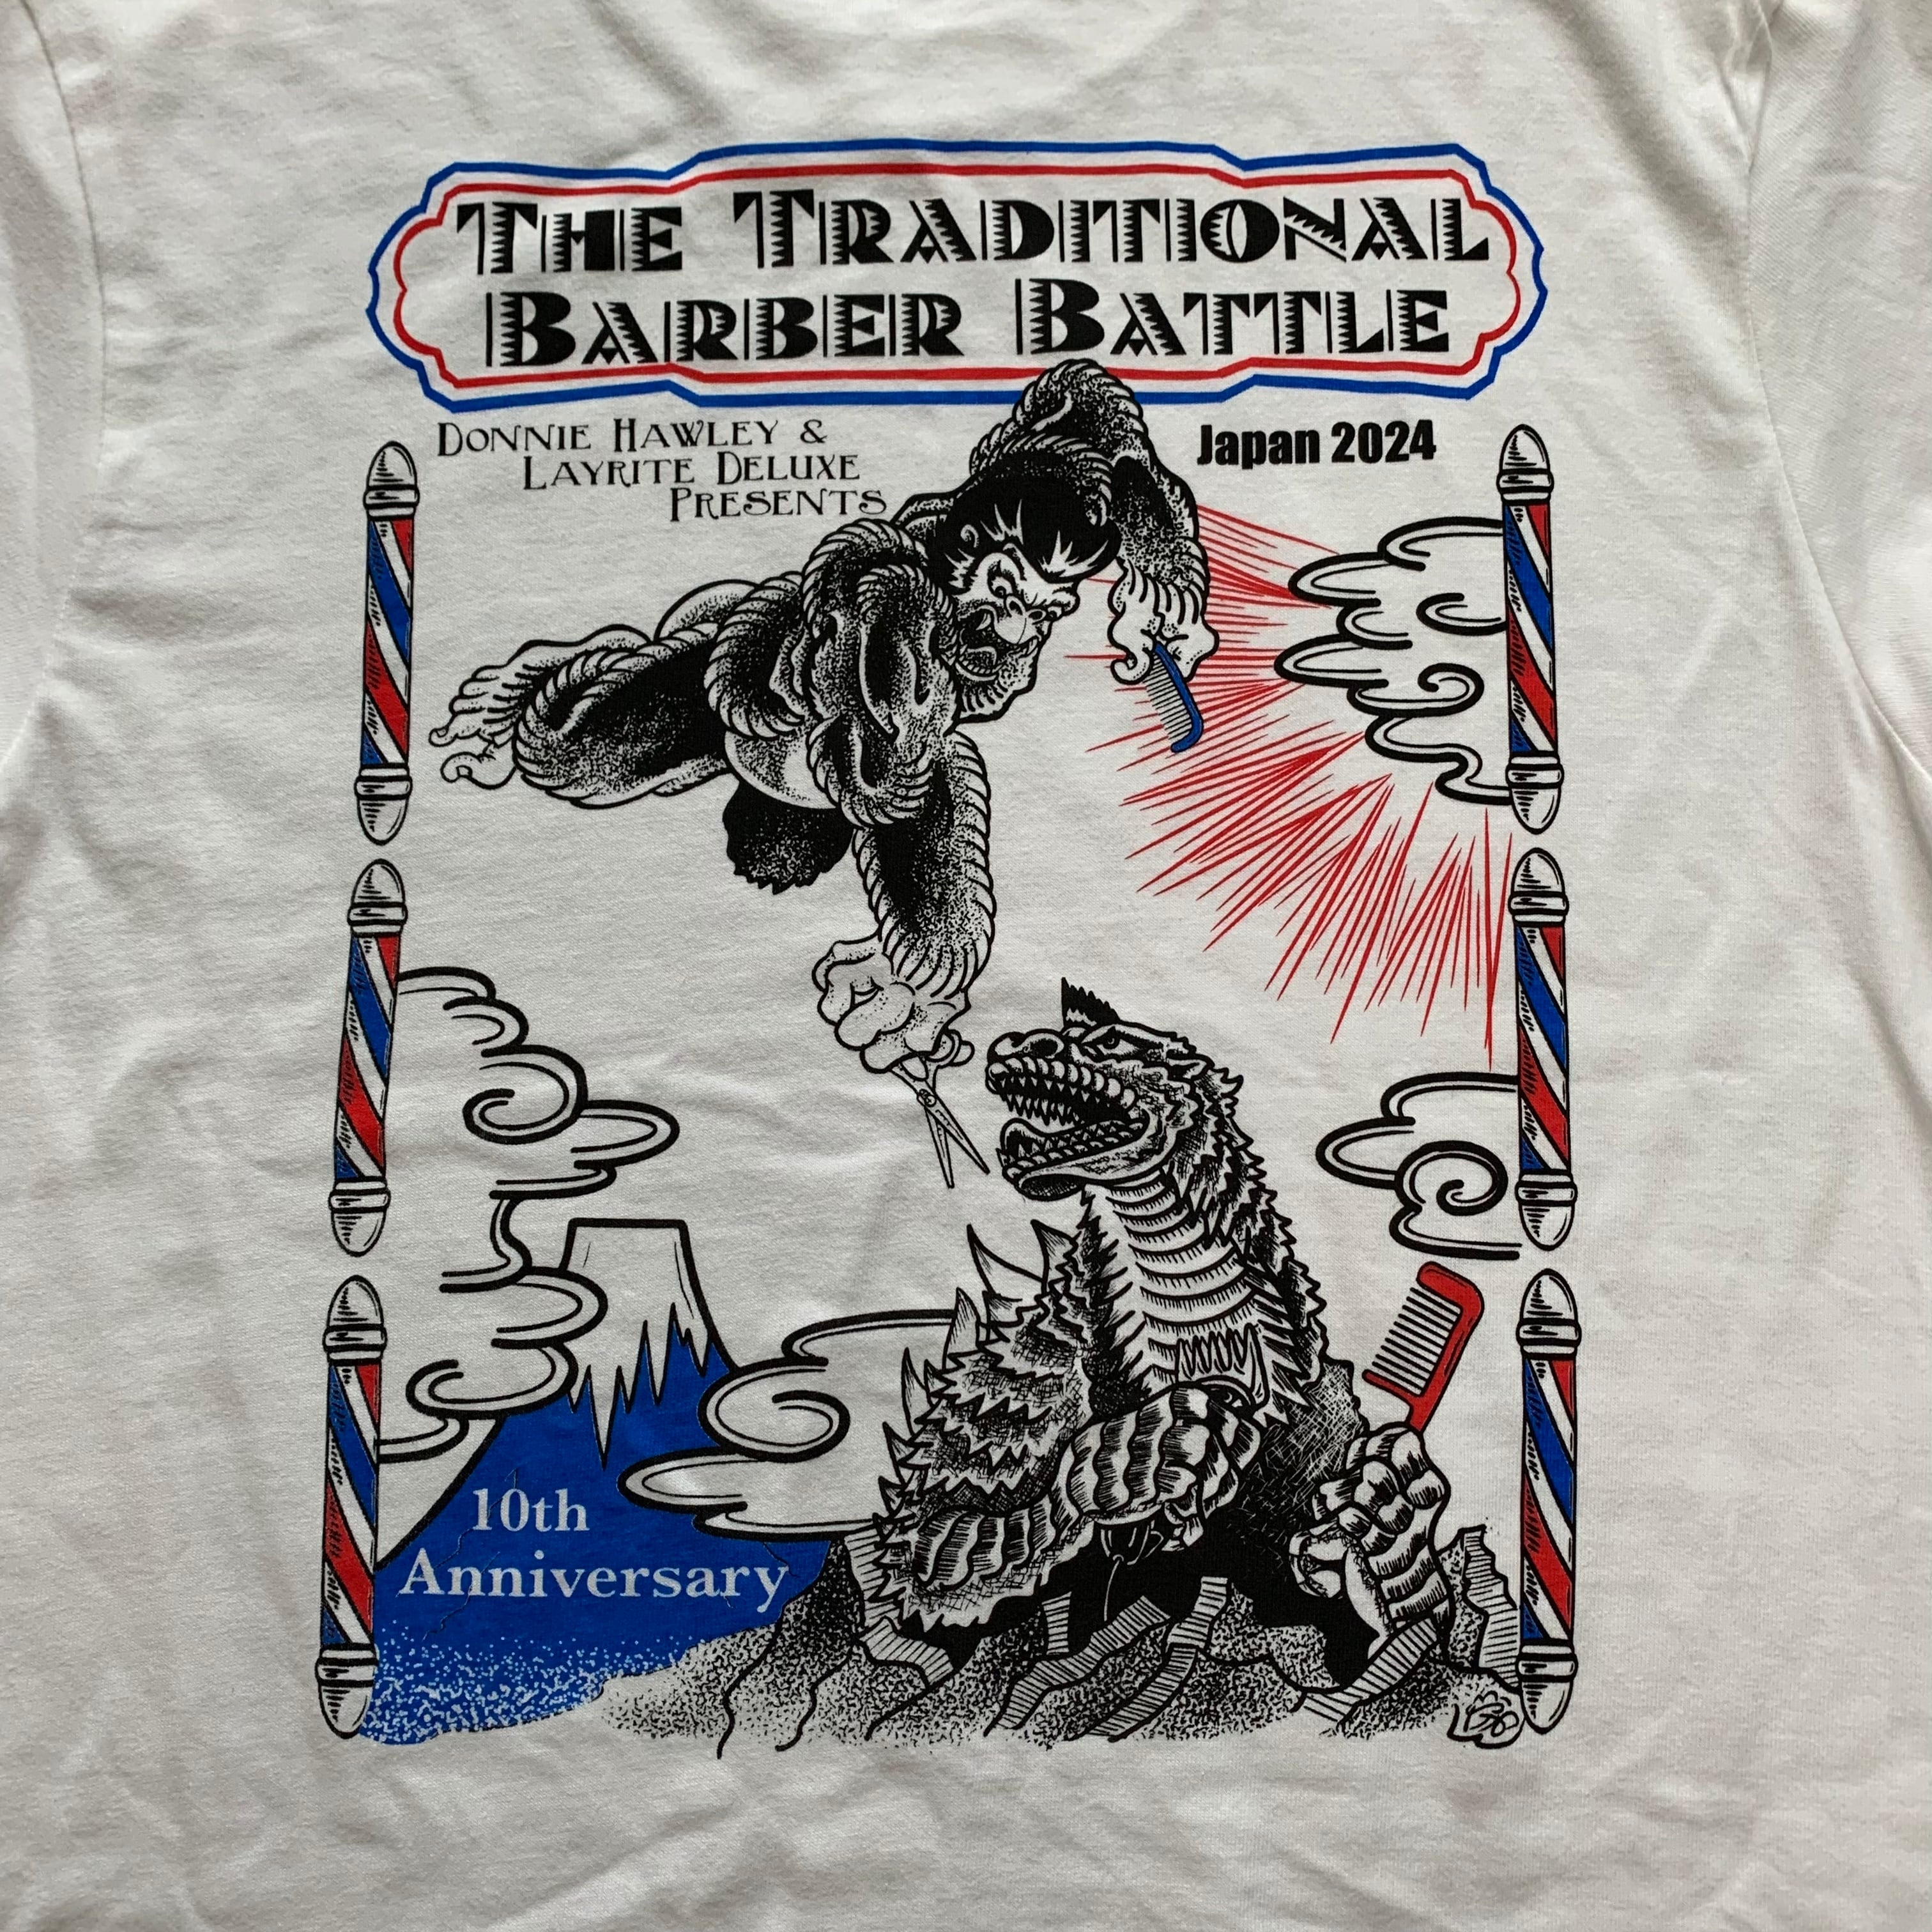 THE TRADITIONAL
BARBER BATTLE
DONNIE HAWLEY &
LAYRITE DELUXE
PRESENTS
Japan 2024
10th
Anniversary